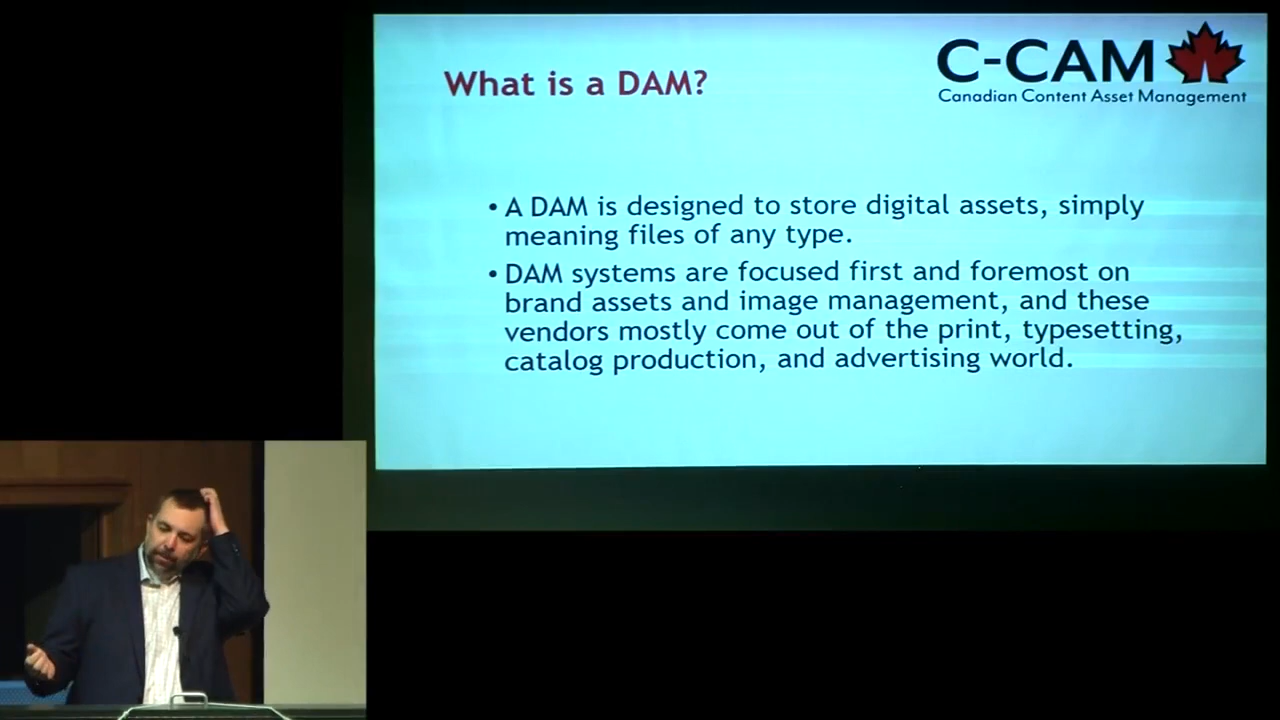 What is a DAM?
C-CAM
Canadian Content Asset Management
• A DAM is designed to store digital assets, simply
meaning files of any type.
• DAM systems are focused first and foremost on
brand assets and image management, and these
vendors mostly come out of the print, typesetting,
catalog production, and advertising world.